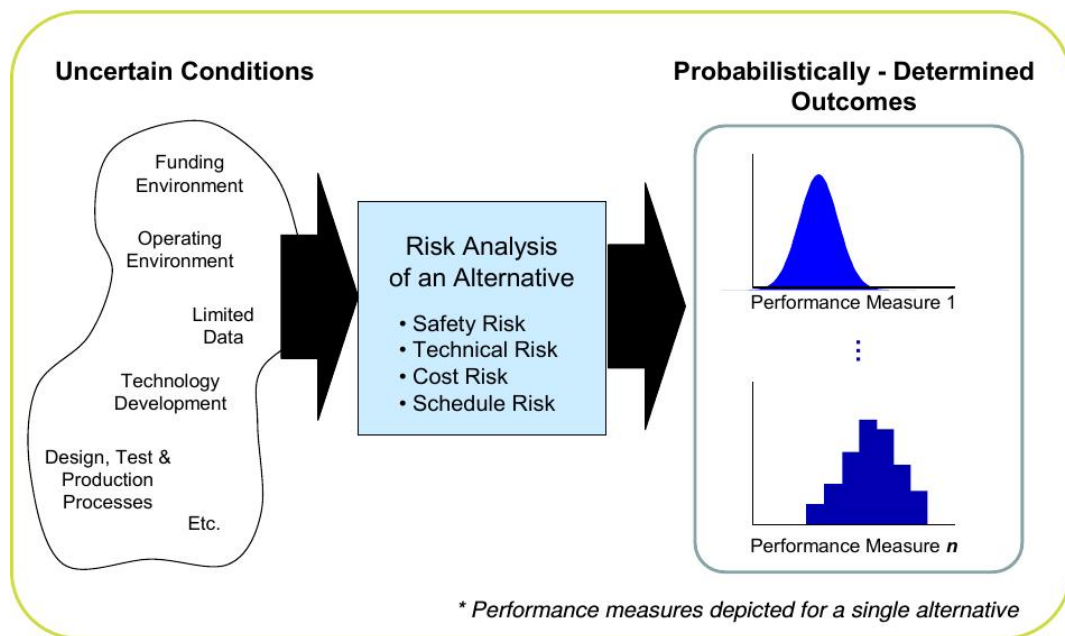 Uncertain Conditions
Funding
Environment
Operating
Environment
Limited
Data
Technology
Development
Design, Test &
Production
Processes
Etc.
Risk Analysis
of an Alternative
• Safety Risk
• Technical Risk
• Cost Risk
• Schedule Risk
Probabilistically - Determined
Outcomes
Performance Measure 1
Performance Measure n
* Performance measures depicted for a single alternative